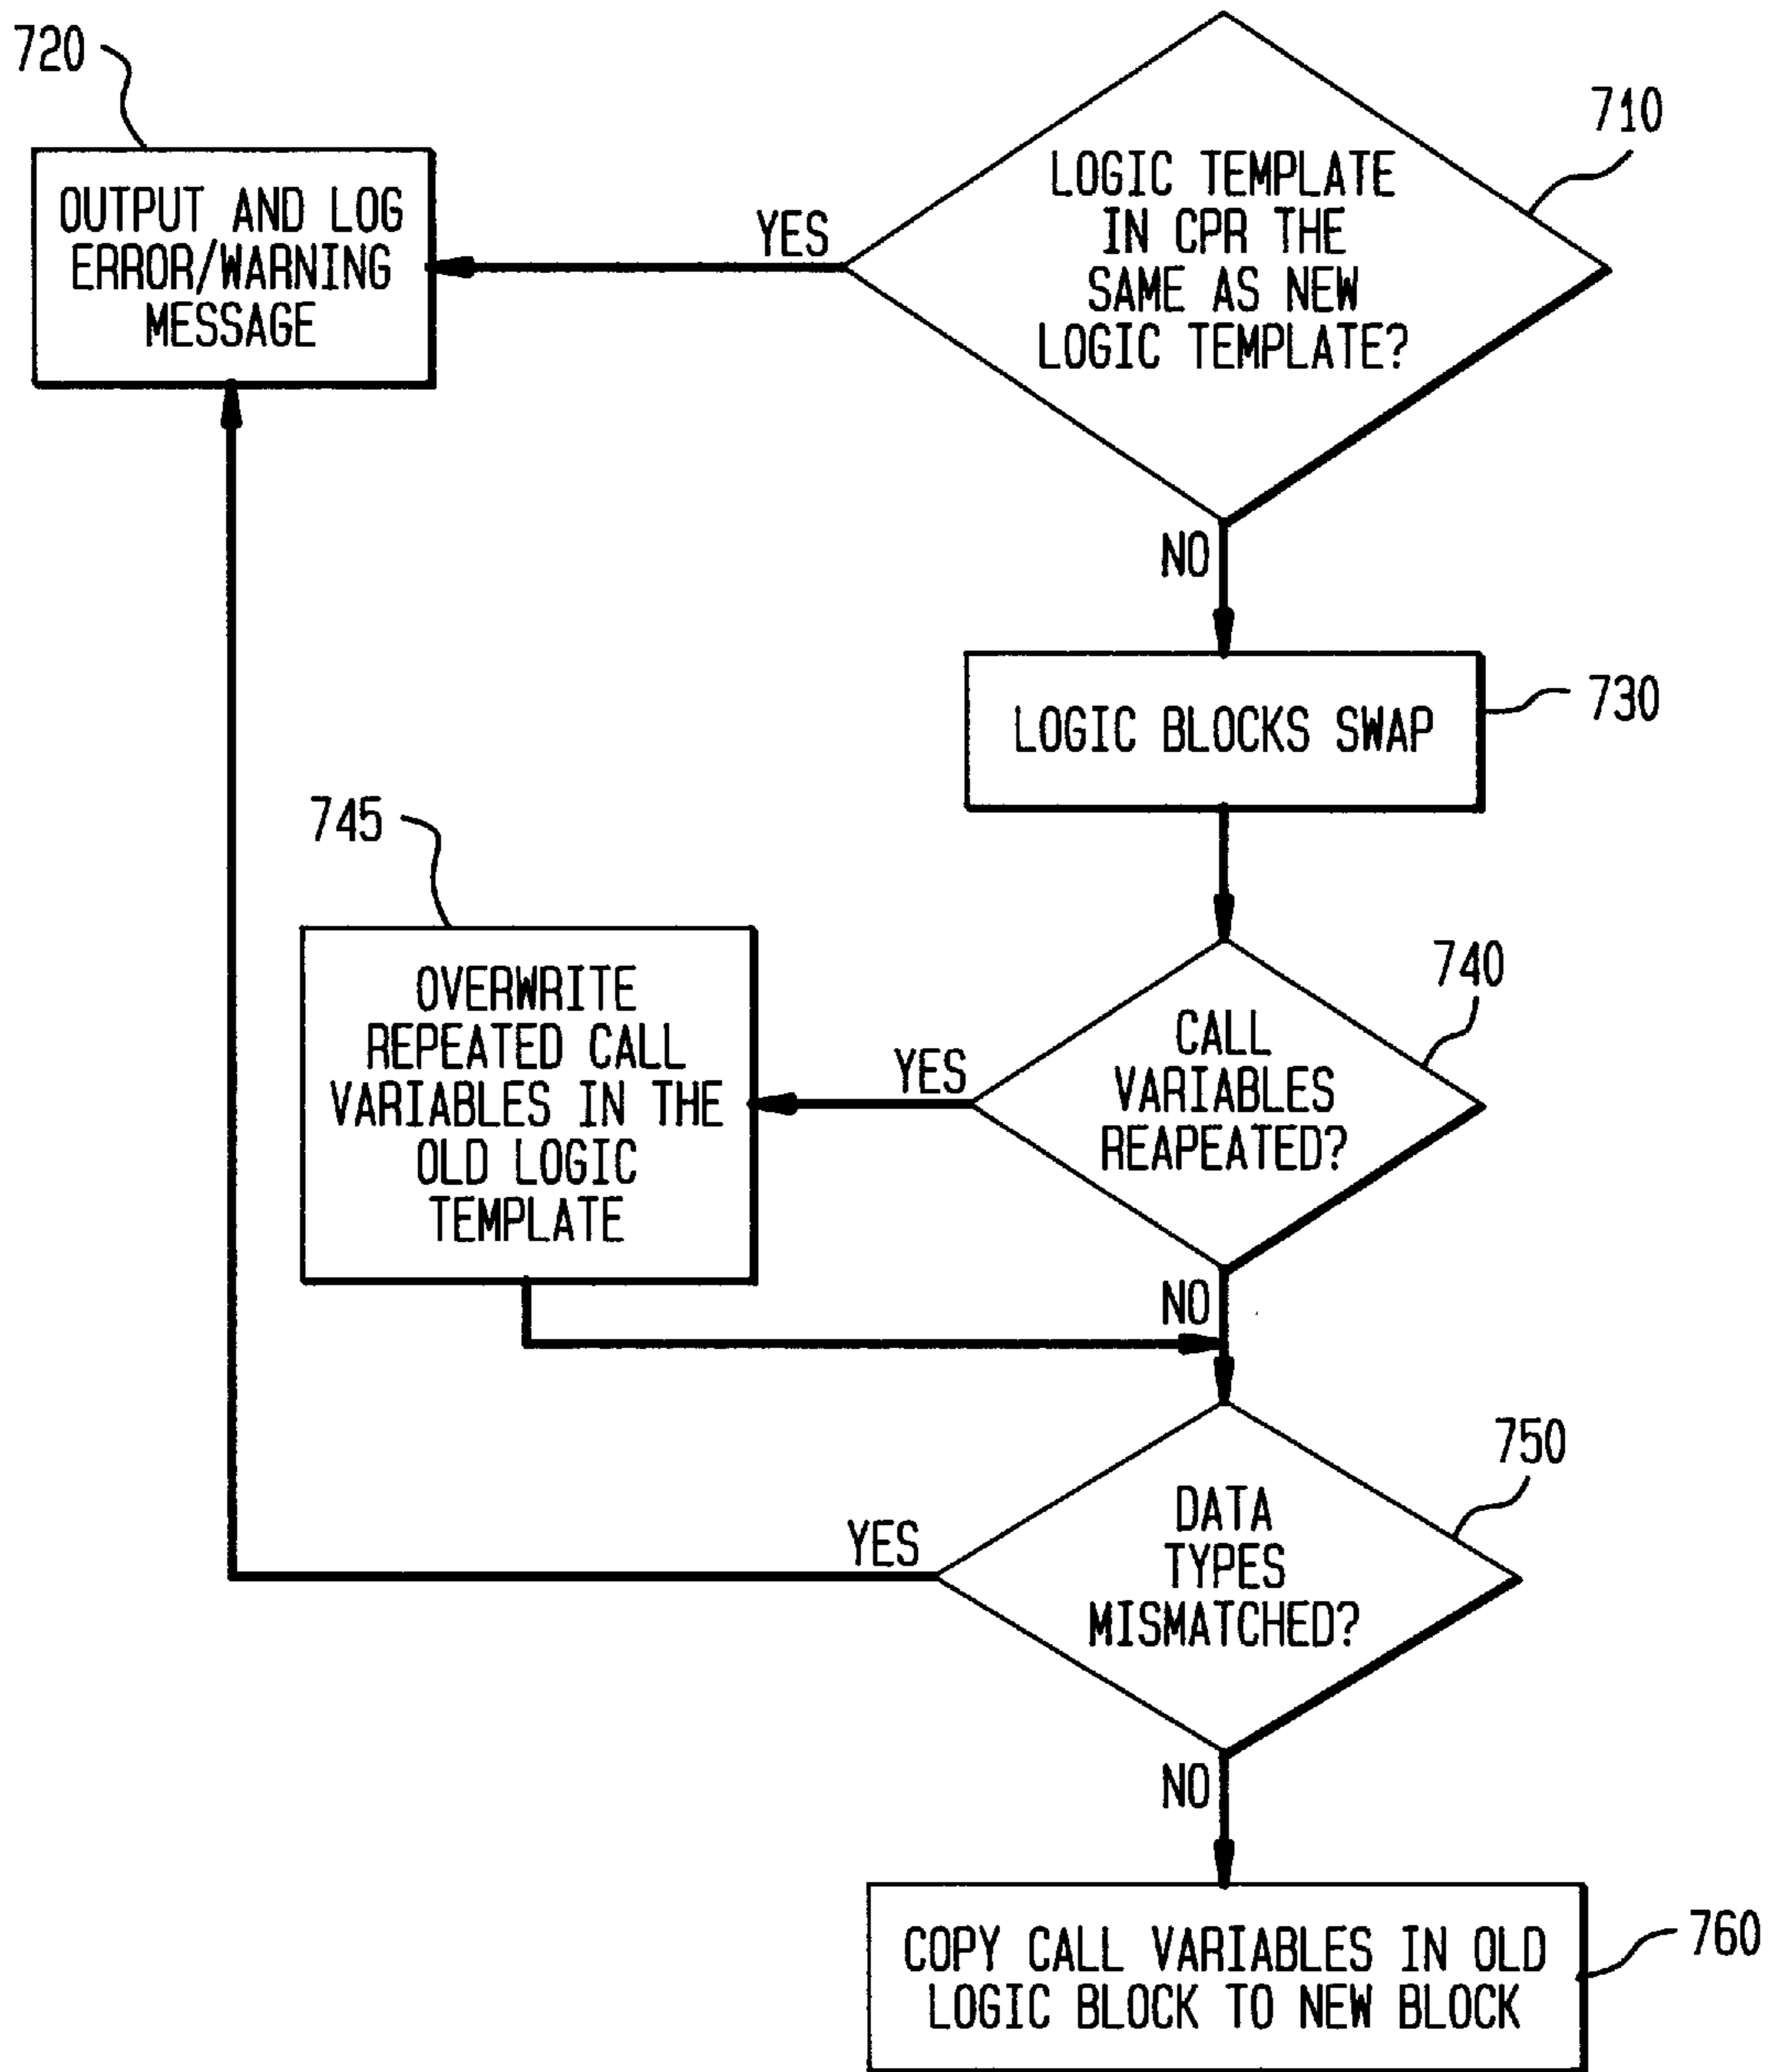 720
OUTPUT AND LOG
ERROR/WARNING
MESSAGE
YES
LOGIC TEMPLATE
IN CPR THE
SAME AS NEW
LOGIC TEMPLATE?
710
NO
LOGIC BLOCKS SWAP
730
745
OVERWRITE
REPEATED CALL
VARIABLES IN THE
OLD LOGIC
TEMPLATE
YES
CALL
VARIABLES
REAPEATED?
740
NO
YES
DATA
TYPES
MISMATCHED?
750
NO
COPY CALL VARIABLES IN OLD
LOGIC BLOCK TO NEW BLOCK
760